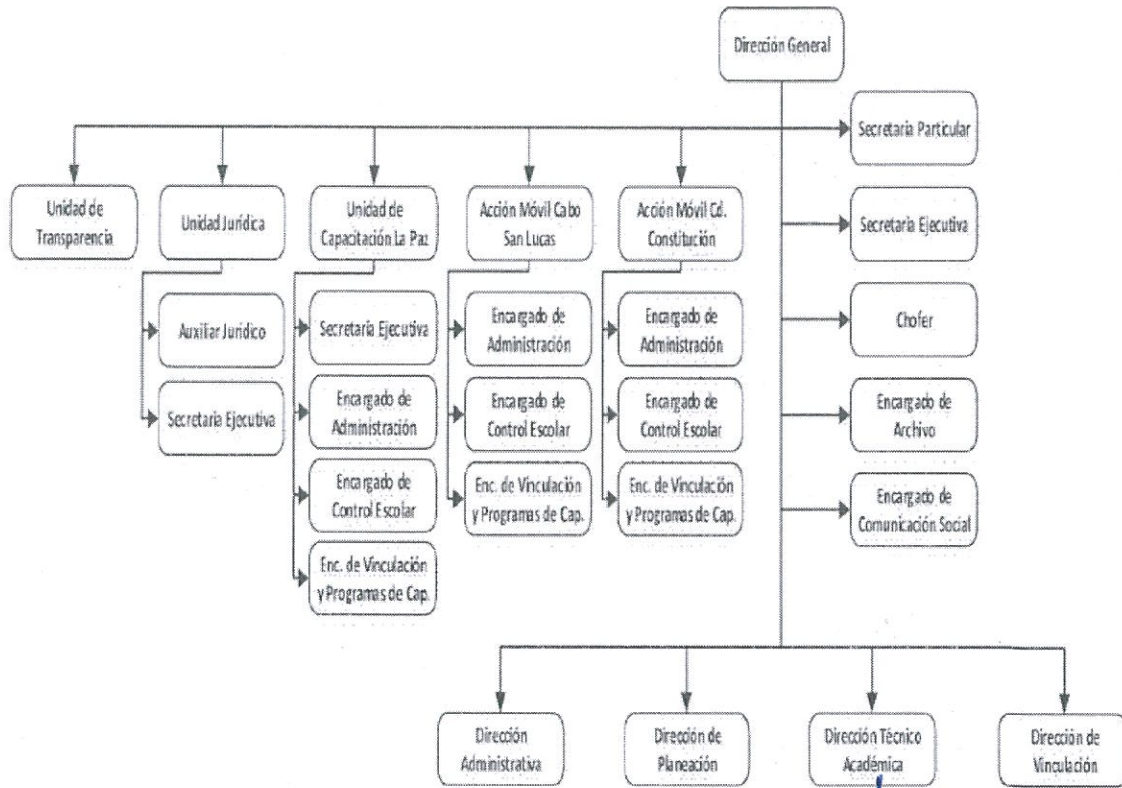 Dirección General
Secretaria Particular
Unidad de
Transparencia
Unidad Jurídica
Unidad de
Capacitación La Paz
Acción Móvil Cabo
San Lucas
Acción Móvil Cd.
Constitución
Secretaria Ejecutiva
Auxiliar Jurídico
Secretaria Ejecutiva
Secretaria Ejecutiva
Encargado de
Administración
Encargado de
Control Escolar
Enc. de Vinculación
y Programas de Cap.
Encargado de
Administración
Encargado de
Control Escolar
Enc. de Vinculación
y Programas de Cap.
Encargado de
Administración
Encargado de
Control Escolar
Enc. de Vinculación
y Programas de Cap.
Chofer
Encargado de
Archivo
Encargado de
Comunicación Social
Dirección
Administrativa
Dirección de
Planeación
Dirección Técnico
Académica
Dirección de
Vinculación